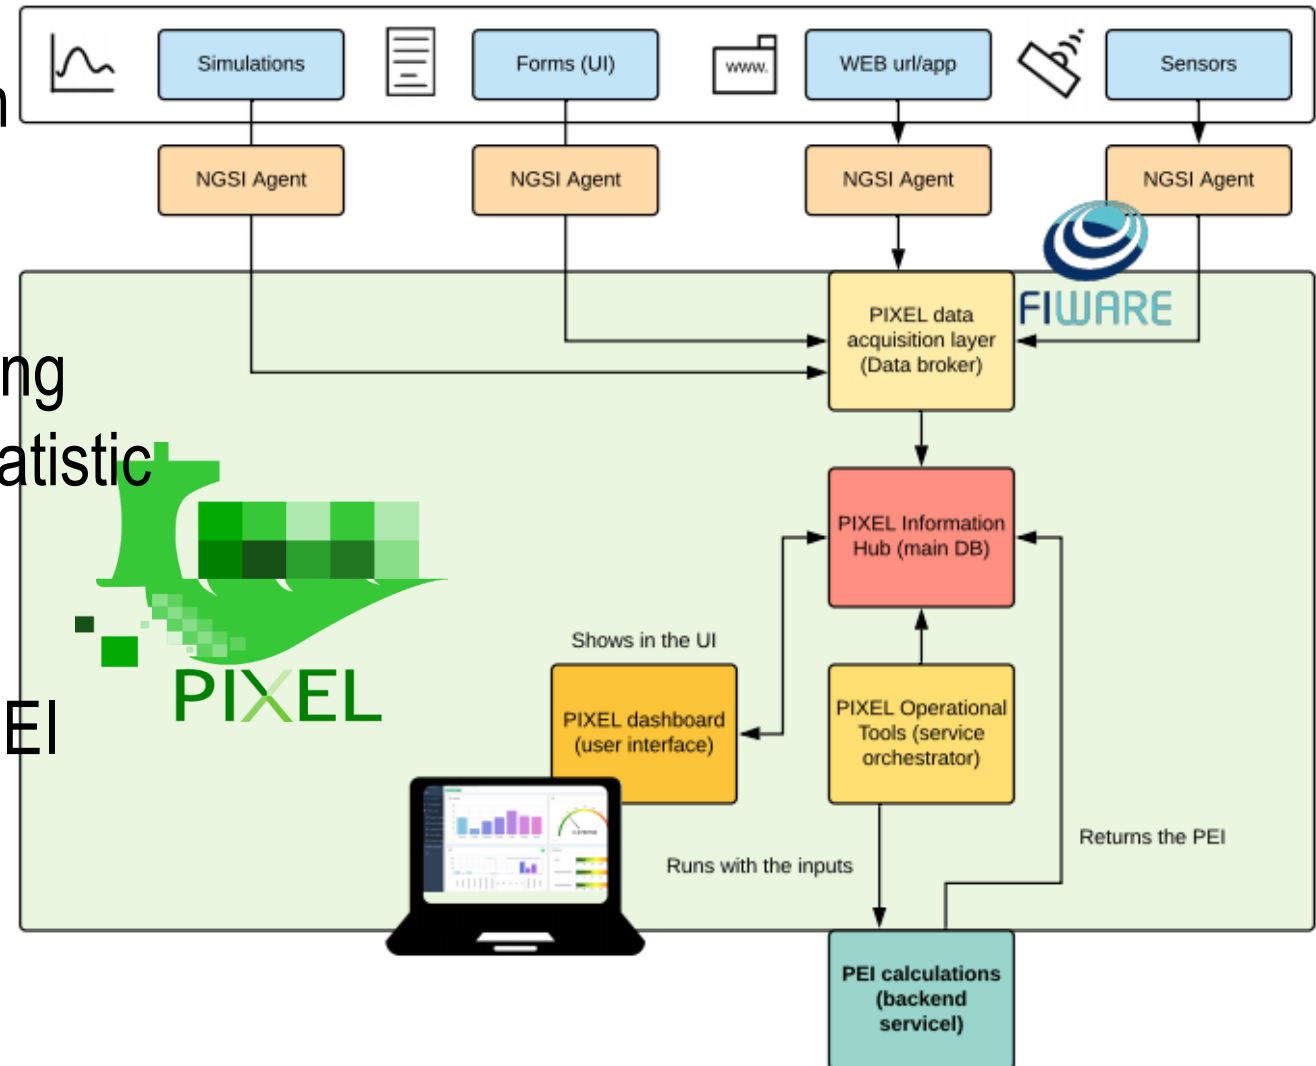 Simulations
Forms (UI)
www.
WEB url/app
Sensors
NGSI Agent
NGSI Agent
NGSI Agent
NGSI Agent
FIWARE
PIXEL data
acquisition layer
(Data broker)
ng
atistic
PIXEL Information
Hub (main DB)
Shows in the UI
PIXEL
EI
PIXEL dashboard
(user interface)
PIXEL Operational
Tools (service
orchestrator)
Runs with the inputs
Returns the PEI
PEI calculations
(backend
servicel)